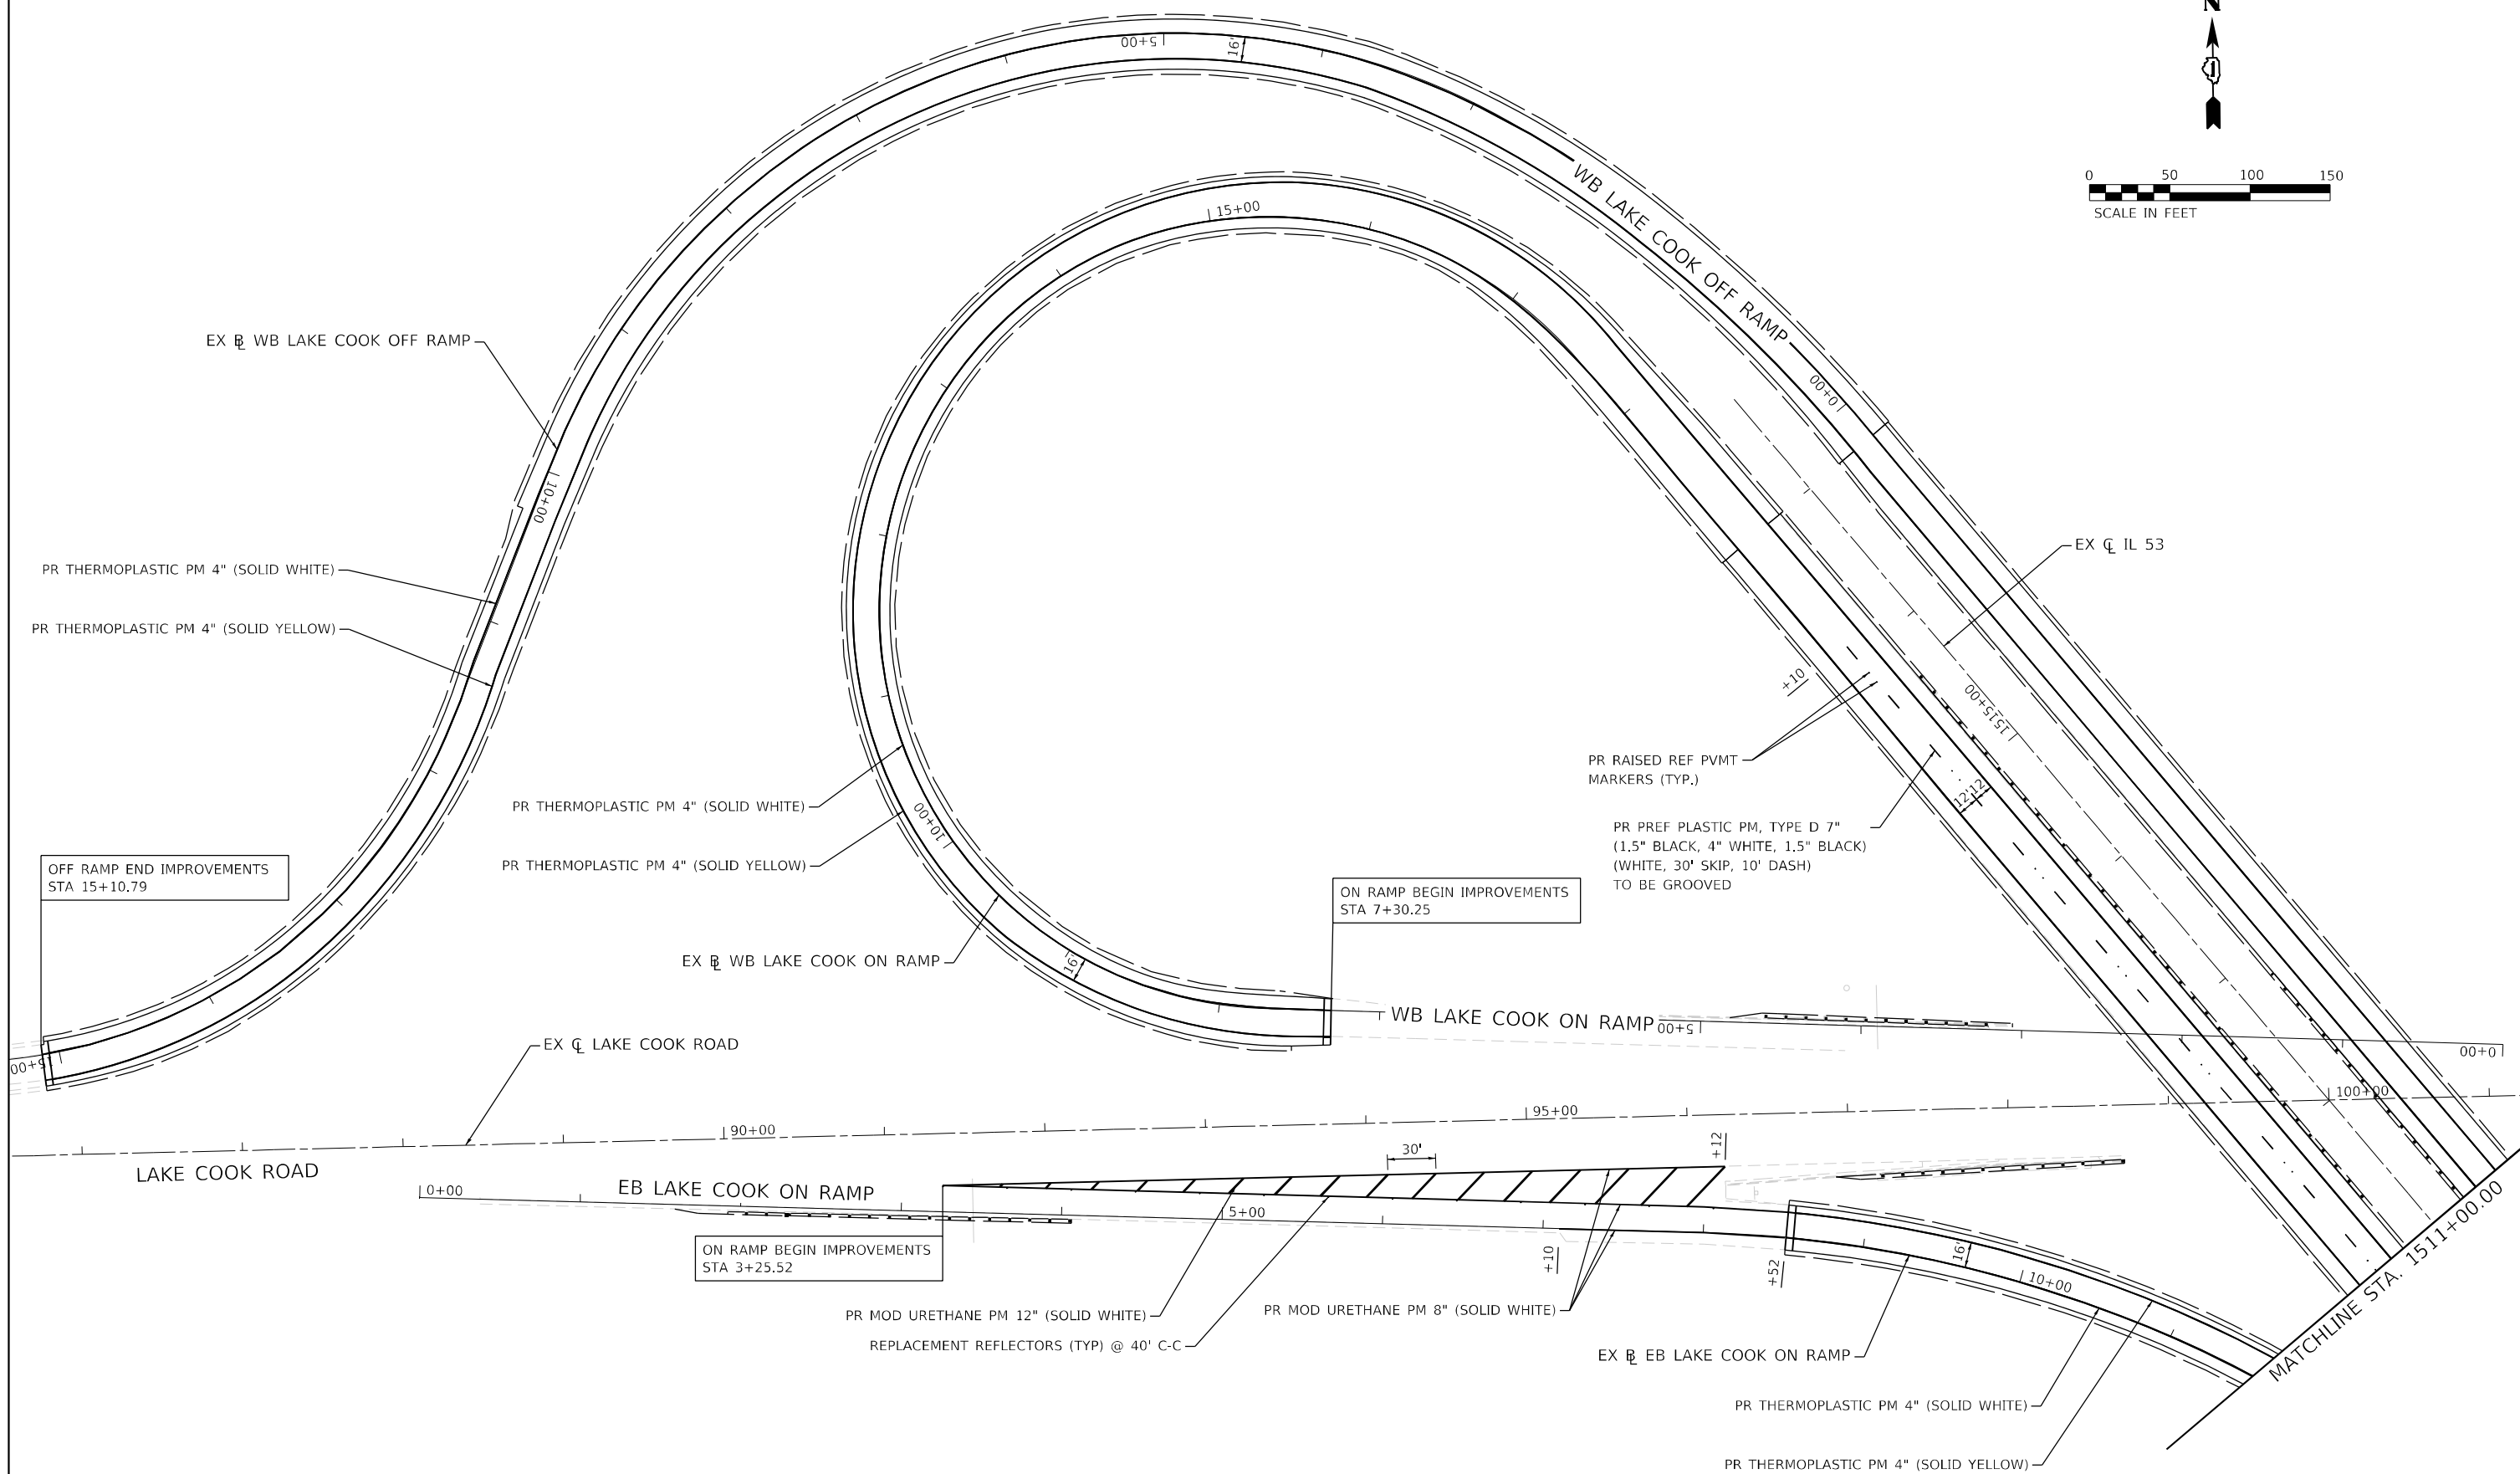 N
5+00
16'
0
50
100
150
SCALE IN FEET
WB LAKE COOK OFF RAMP
15+00
EX ℄ IL 53
EX BL WB LAKE COOK OFF RAMP
0+00
10+00
PR THERMOPLASTIC PM 4" (SOLID WHITE)
PR THERMOPLASTIC PM 4" (SOLID YELLOW)
+10
1515+00
PR RAISED REF PVMT
MARKERS (TYP.)
12'
12'
PR PREF PLASTIC PM, TYPE D 7"
(1.5" BLACK, 4" WHITE, 1.5" BLACK)
(WHITE, 30' SKIP, 10' DASH)
TO BE GROOVED
PR THERMOPLASTIC PM 4" (SOLID WHITE)
10+00
PR THERMOPLASTIC PM 4" (SOLID YELLOW)
OFF RAMP END IMPROVEMENTS
STA 15+10.79
ON RAMP BEGIN IMPROVEMENTS
STA 7+30.25
EX BL WB LAKE COOK ON RAMP
16'
WB LAKE COOK ON RAMP
5+00
0+00
EX ℄ LAKE COOK ROAD
5+00
100+00
95+00
90+00
LAKE COOK ROAD
30'
+12
0+00
EB LAKE COOK ON RAMP
5+00
ON RAMP BEGIN IMPROVEMENTS
STA 3+25.52
+10
+52
16'
10+00
MATCHLINE STA. 1511+00.00
PR MOD URETHANE PM 12" (SOLID WHITE)
PR MOD URETHANE PM 8" (SOLID WHITE)
REPLACEMENT REFLECTORS (TYP) @ 40' C-C
EX BL EB LAKE COOK ON RAMP
PR THERMOPLASTIC PM 4" (SOLID WHITE)
PR THERMOPLASTIC PM 4" (SOLID YELLOW)